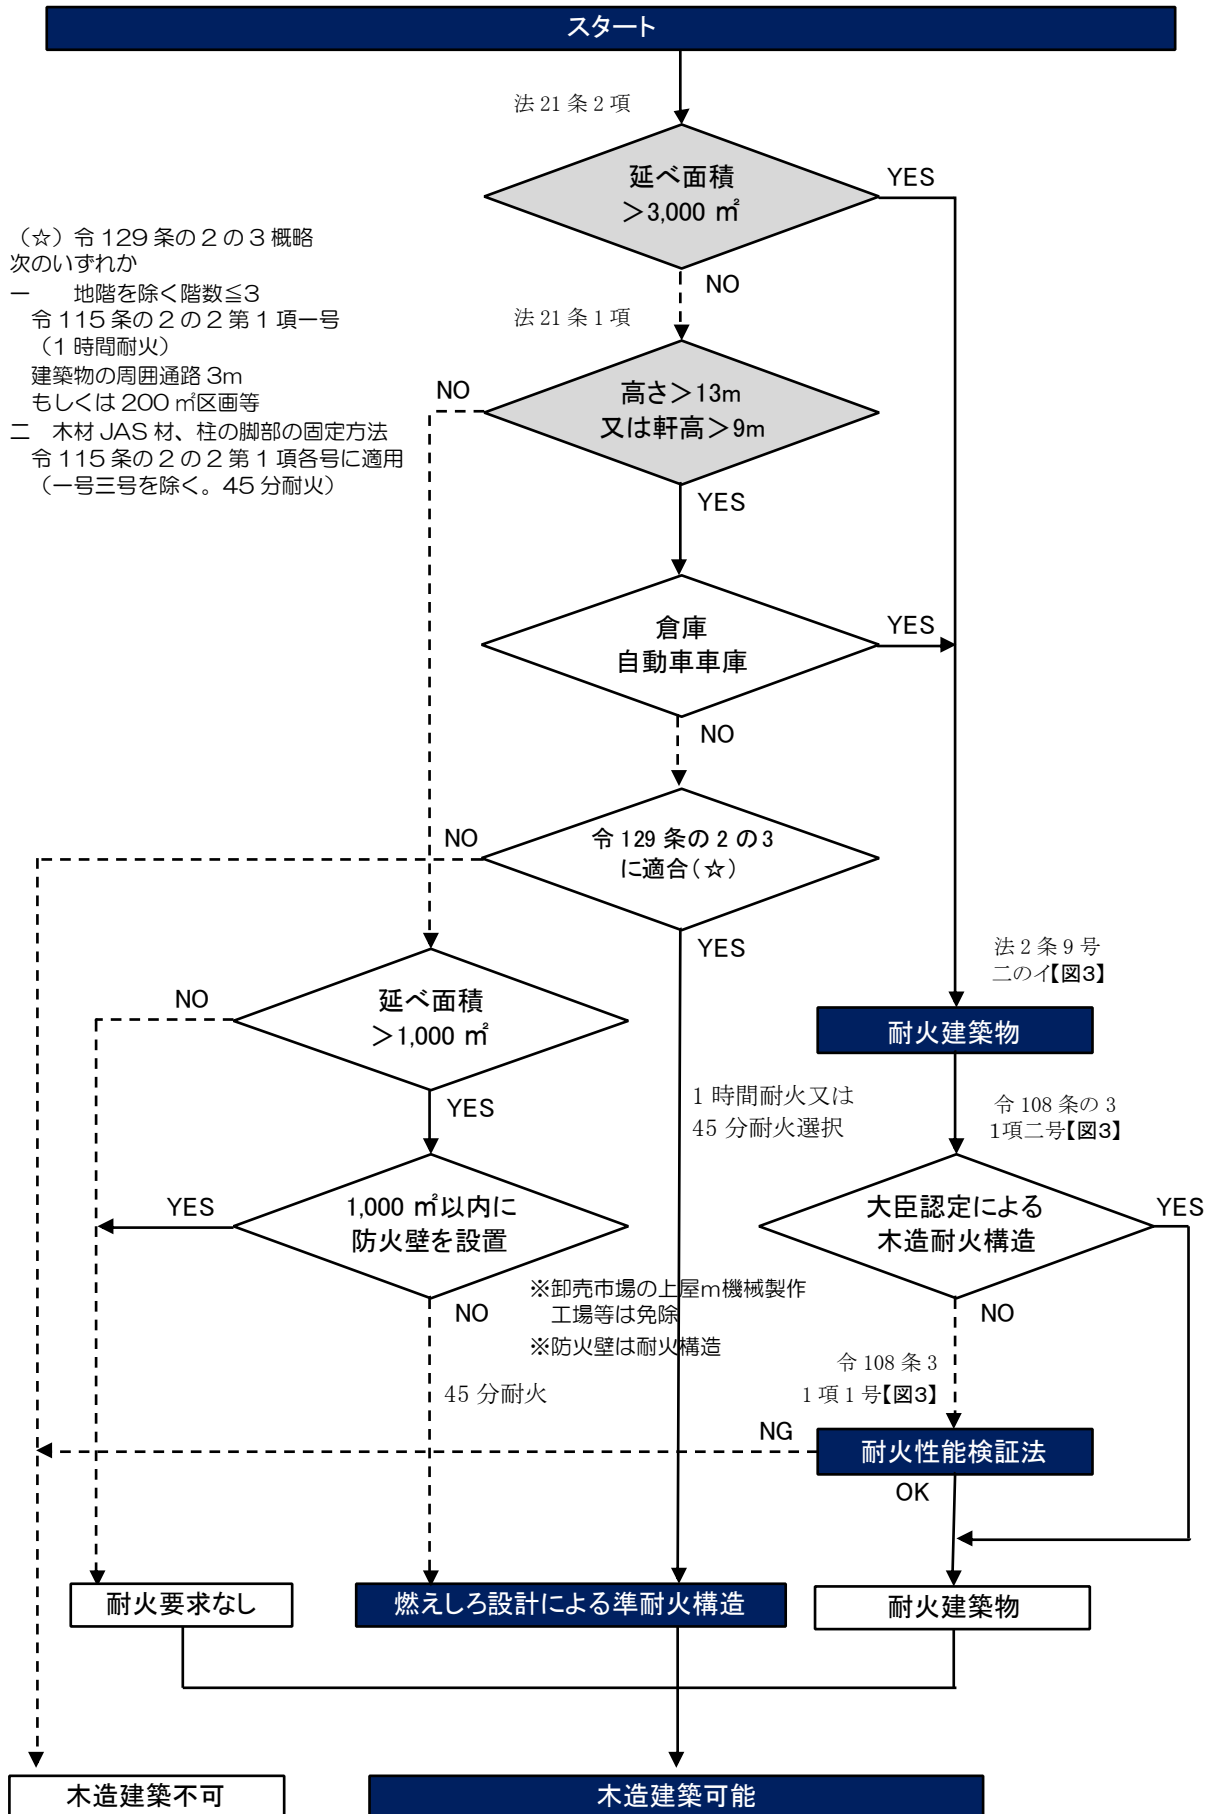 スタート
法 21 条 2 項
延べ面積
＞3,000 ㎡
YES
NO
（☆）令 129 条の 2 の 3 概略
次のいずれか
一　地階を除く階数≦3
令 115 条の 2 の 2 第 1 項一号
（1 時間耐火）
建築物の周囲通路 3m
もしくは 200 ㎡区画等
二　木材 JAS 材、柱の脚部の固定方法
令 115 条の 2 の 2 第 1 項各号に適用
（一号三号を除く。45 分耐火）
法 21 条 1 項
高さ＞13m
又は軒高＞9m
NO
YES
倉庫
自動車車庫
YES
NO
令 129 条の 2 の 3
に適合（☆）
NO
YES
法 2 条 9 号
二のイ【図3】
延べ面積
＞1,000 ㎡
NO
YES
耐火建築物
1 時間耐火又は
45 分耐火選択
令 108 条の 3
1項二号【図3】
1,000 ㎡以内に
防火壁を設置
YES
NO
大臣認定による
木造耐火構造
YES
NO
※卸売市場の上屋m機械製作
工場等は免除
※防火壁は耐火構造
45 分耐火
令 108 条 3
1 項 1 号【図3】
NG
耐火性能検証法
OK
耐火要求なし
燃えしろ設計による準耐火構造
耐火建築物
木造建築不可
木造建築可能